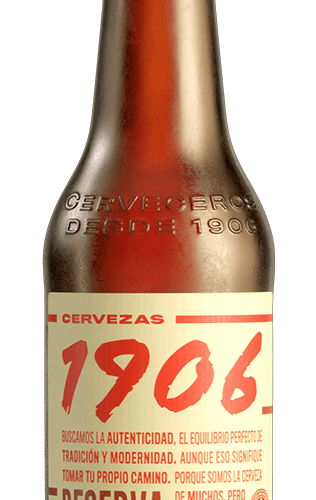 CERVECEROS
DESDE 1906
CERVEZAS
1906
BUSCAMOS LA AUTENTICIDAD, EL EQUILIBRIO PERFECTO DE
TRADICIÓN Y MODERNIDAD. AUNQUE ESO SIGNIFIQUE
TOMAR TU PROPIO CAMINO. PORQUE SOMOS LA CERVEZA
RESERVA DE MUCHOS, PERO